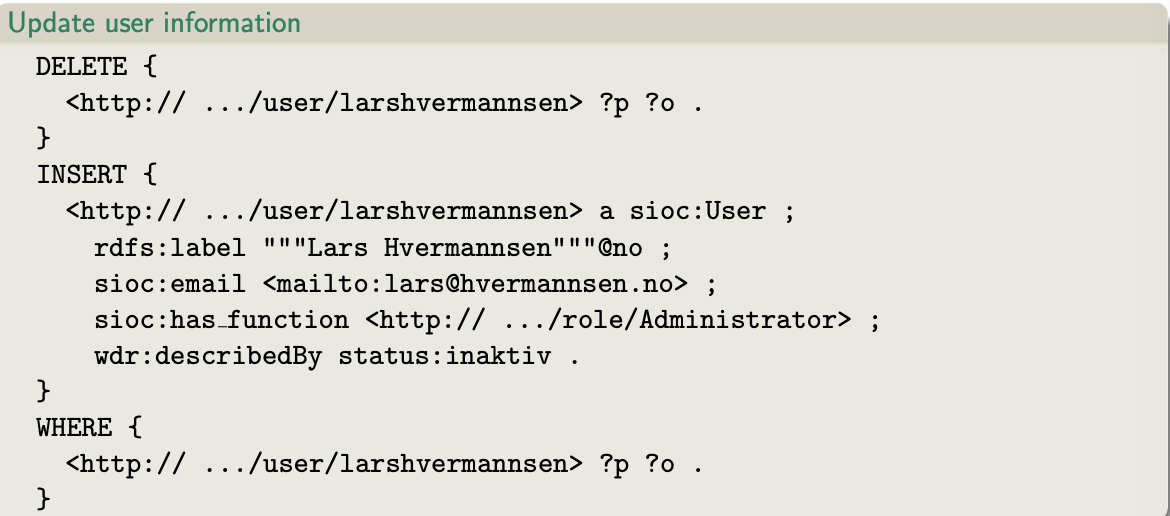 Update user information
DELETE {
<http:// .../user/larshvermannsen> ?p ?o .
}
INSERT {
<http:// .../user/larshvermannsen> a sioc:User ;
rdfs:label """Lars Hvermannsen"""@no ;
sioc:email <mailto:lars@hvermannsen.no> ;
sioc:has_function <http:// .../role/Administrator> ;
wdr:describedBy status:inaktiv .
}
WHERE {
<http:// .../user/larshvermannsen> ?p ?o .
}